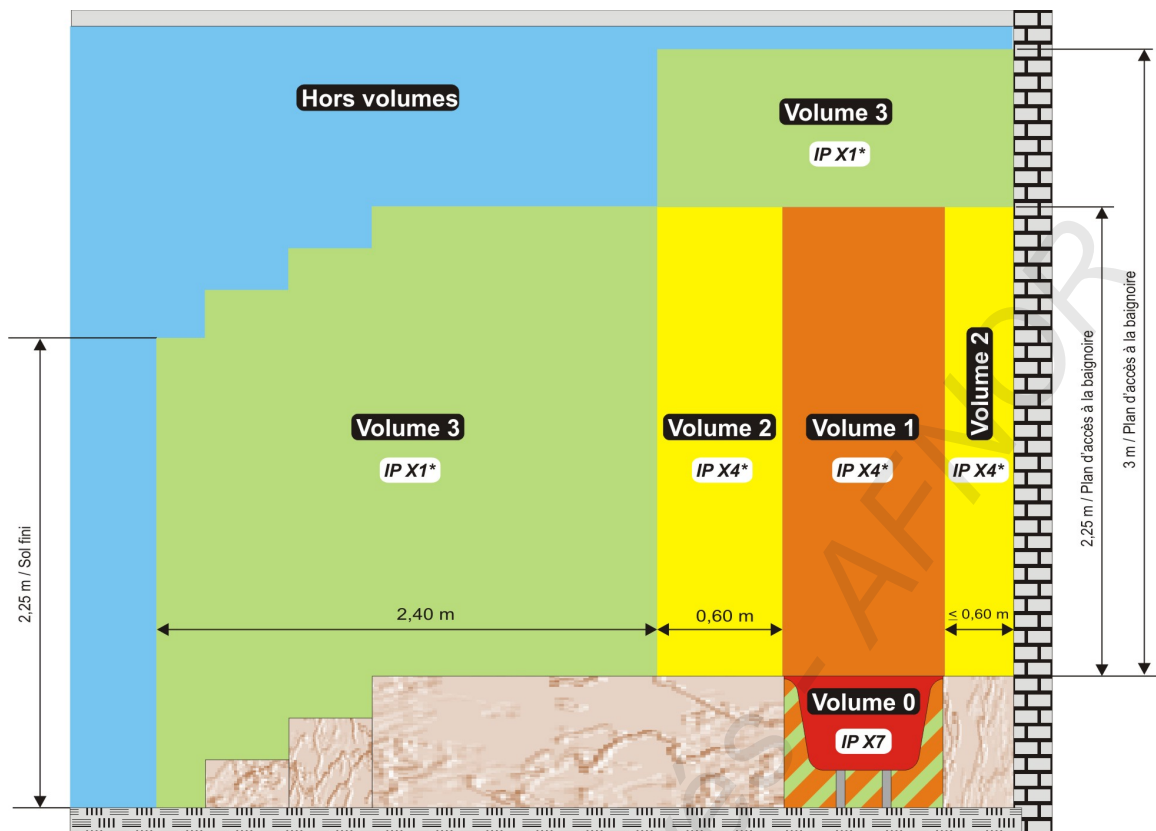 Hors volumes
Volume 3
IP X1*
Volume 3
IP X1*
Volume 2
IP X4*
Volume 1
IP X4*
Volume 2
IP X4*
2,25 m / Sol fini
2,25 m / Plan d'accès à la baignoire
3 m / Plan d'accès à la baignoire
2,40 m
0,60 m
≤ 0,60 m
Volume 0
IP X7
AFNOR